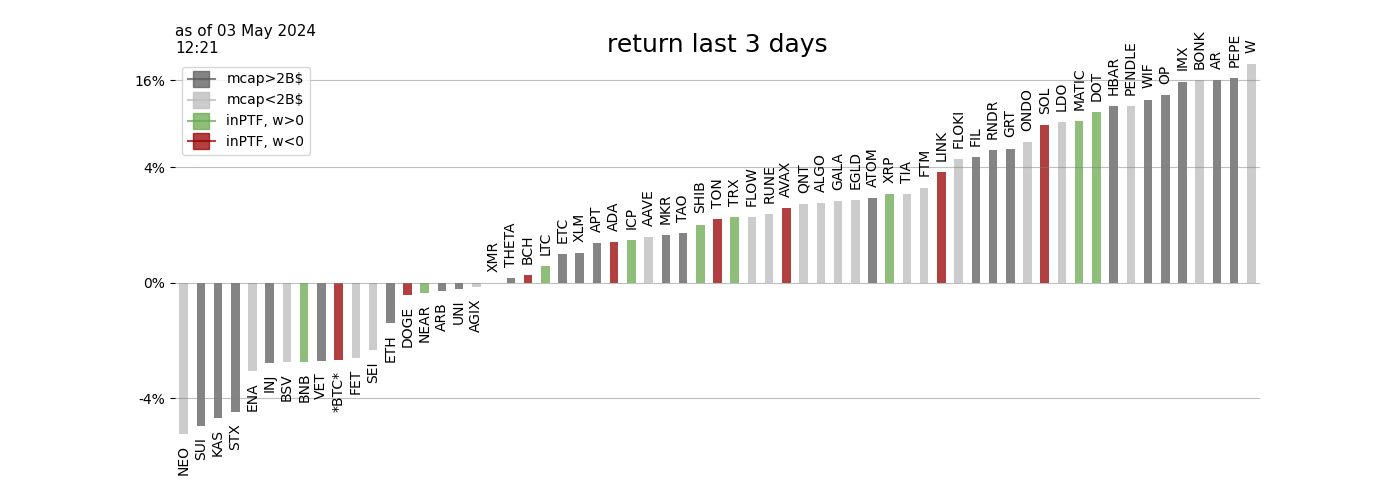 as of 03 May 2024
12:21
return last 3 days
mcap>2B$
mcap<2B$
inPTF, w>0
inPTF, w<0
16%
4%
0%
-4%
NEO
SUI
KAS
STX
ENA
INJ
BSV
BNB
VET
*BTC*
FET
SEI
ETH
DOGE
NEAR
ARB
UNI
AGIX
XMR
THETA
BCH
LTC
ETC
XLM
APT
ADA
ICP
AAVE
MKR
TAO
SHIB
TON
TRX
FLOW
RUNE
AVAX
QNT
ALGO
GALA
EGLD
ATOM
XRP
TIA
FTM
LINK
FLOKI
FIL
RNDR
GRT
ONDO
SOL
LDO
MATIC
DOT
HBAR
PENDLE
WIF
OP
IMX
BONK
AR
PEPE
W